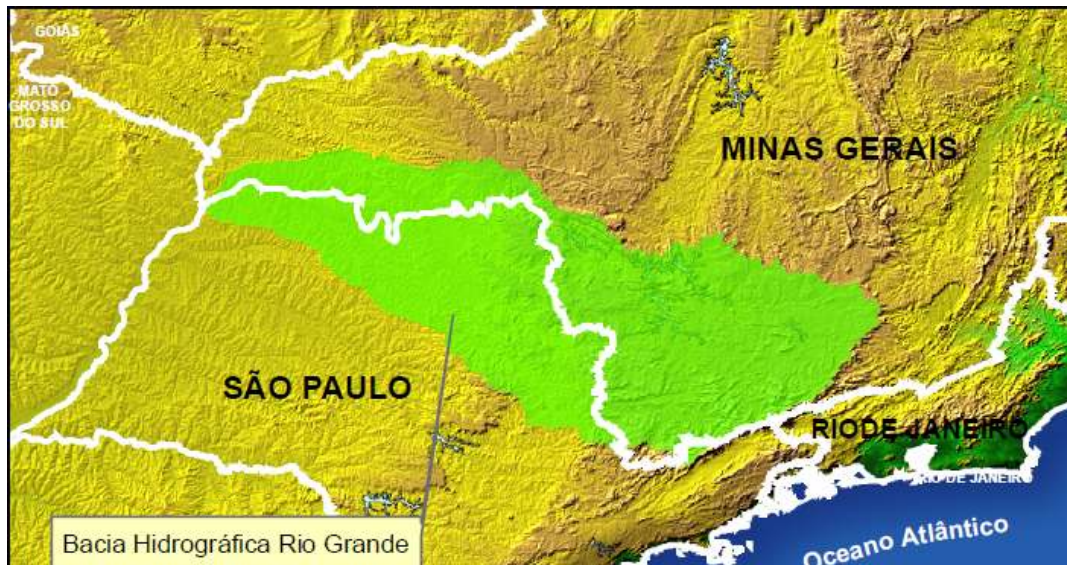 GOIÁS
MATO
GROSSO
DO SUL
MINAS GERAIS
SÃO PAULO
RIODE JANEIRO
RIO DE JANEIRO
Oceano Atlântico
Bacia Hidrográfica Rio Grande